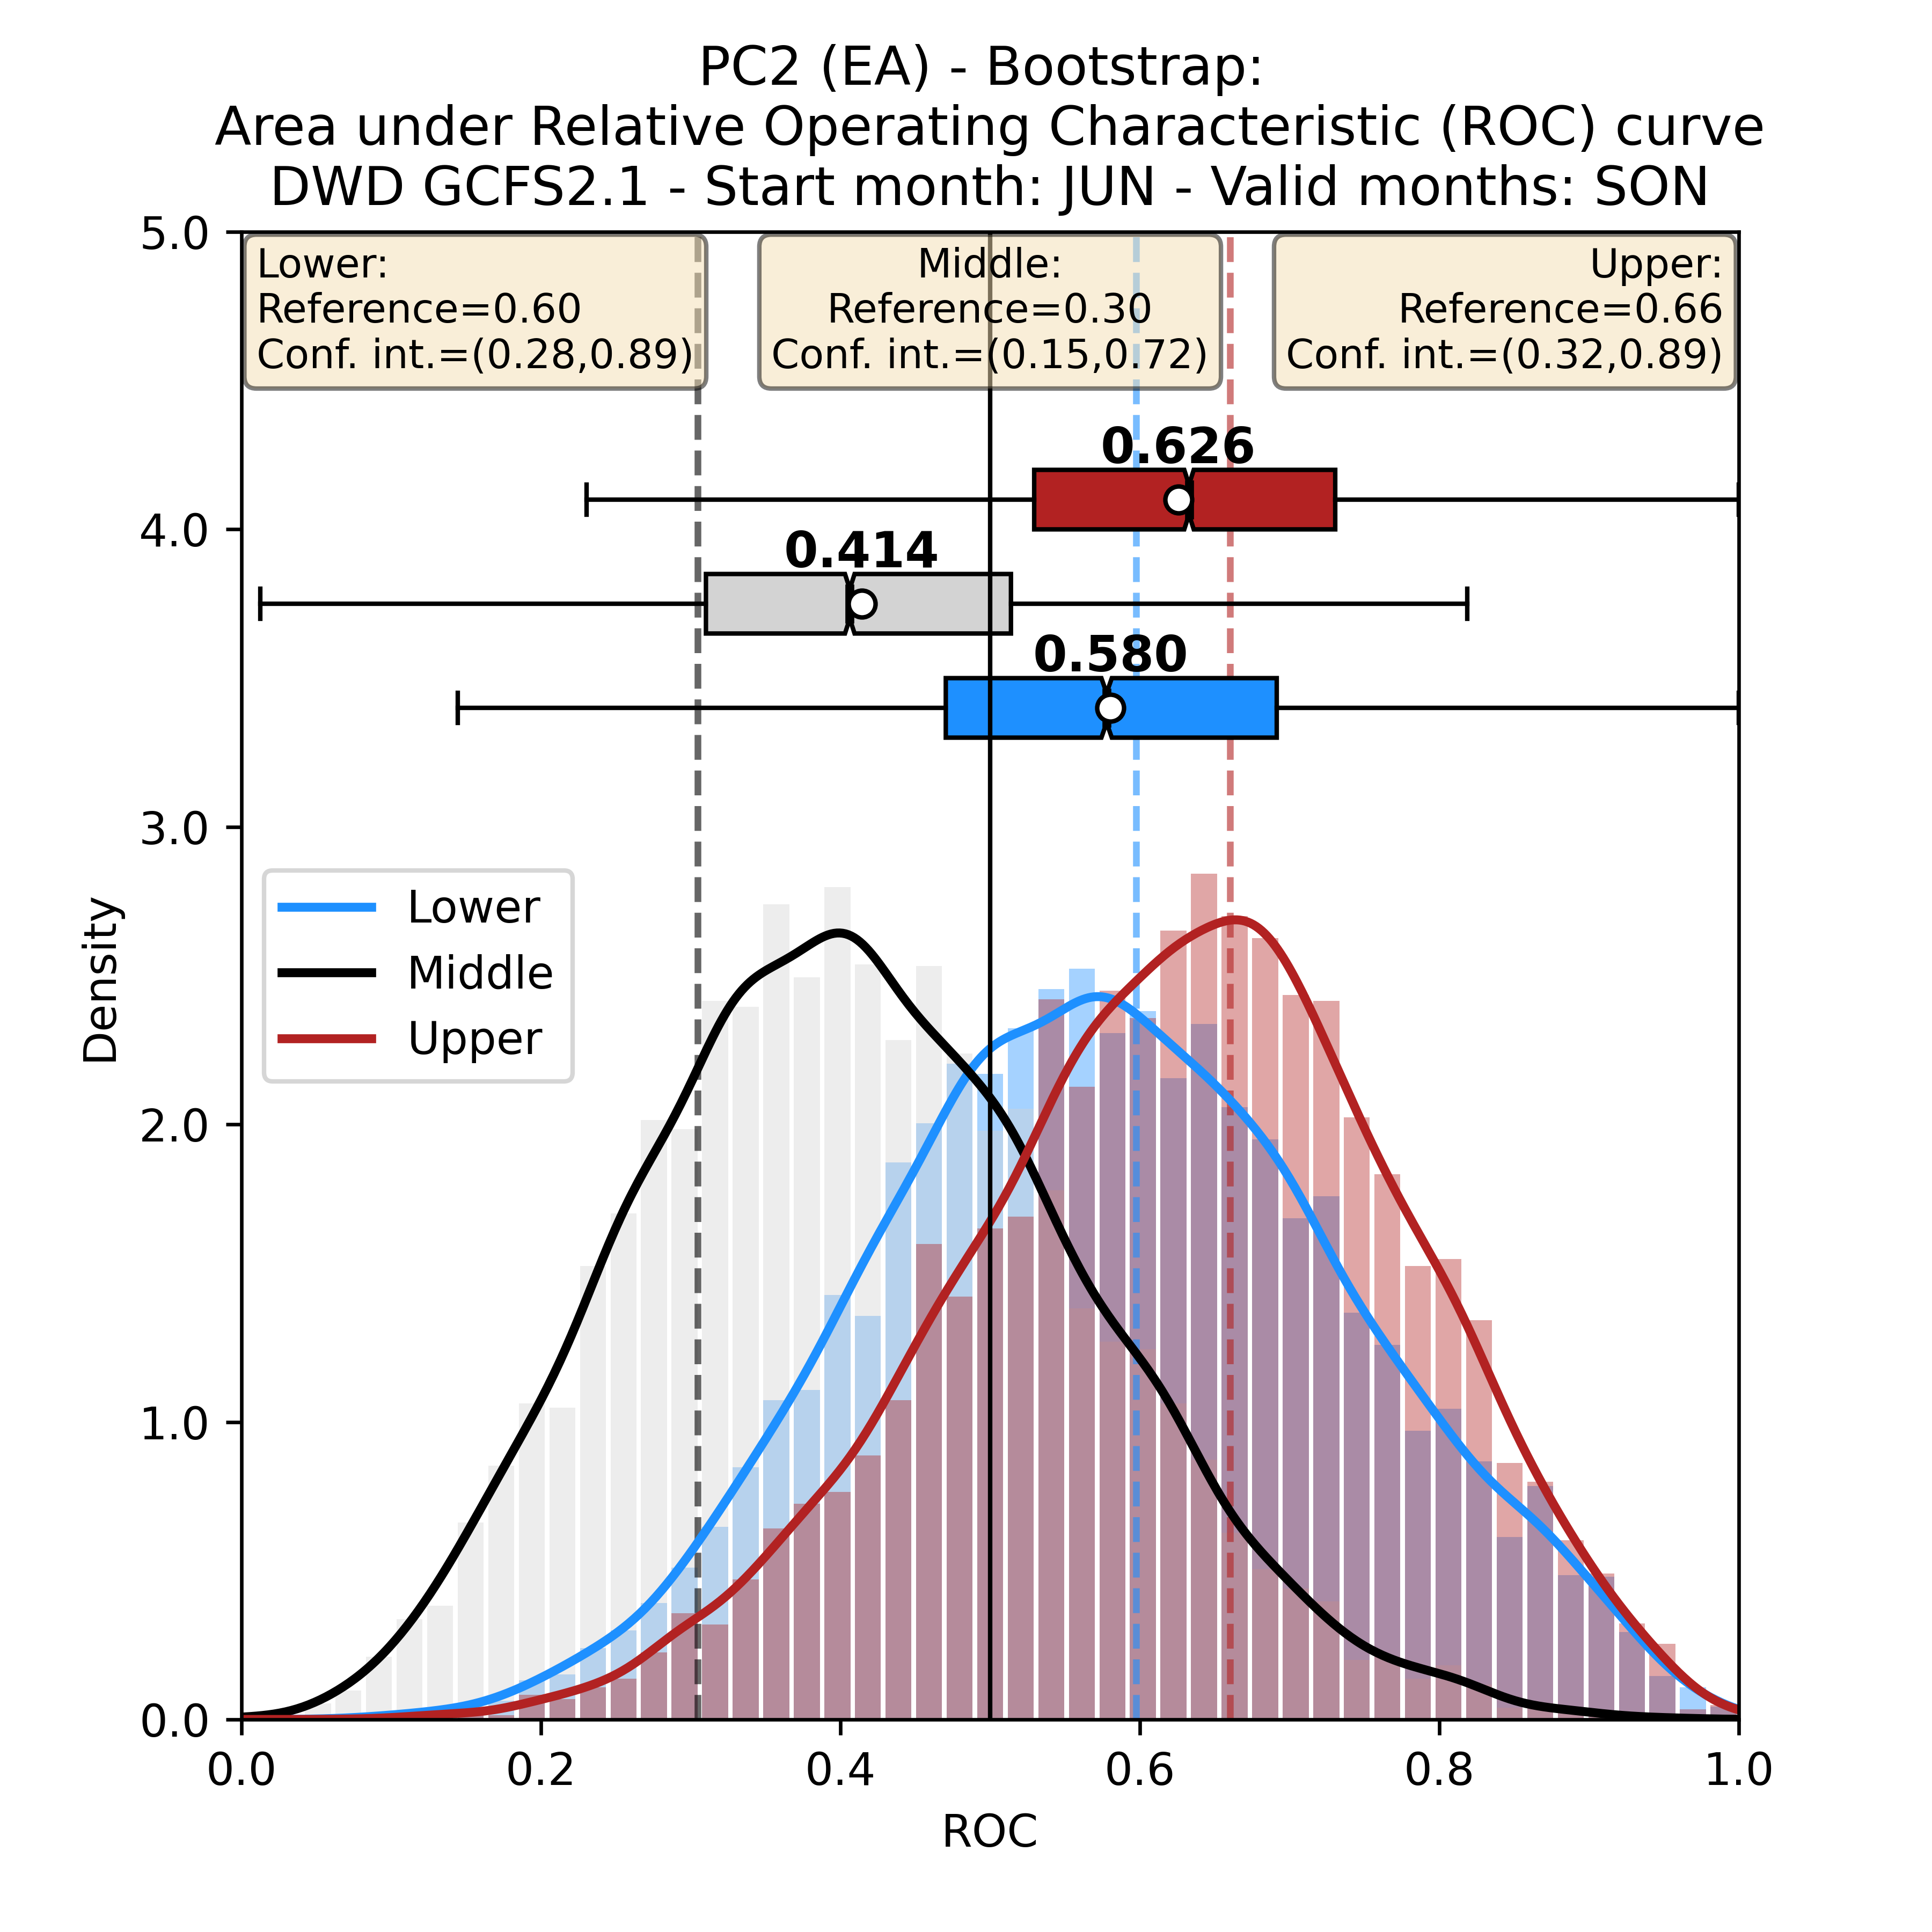 PC2 (EA) - Bootstrap:
Area under Relative Operating Characteristic (ROC) curve
DWD GCFS2.1 - Start month: JUN - Valid months: SON
5.0
Lower:
Reference=0.60
Conf. int.=(0.28,0.89)
Middle:
Reference=0.30
Conf. int.=(0.15,0.72)
Upper:
Reference=0.66
Conf. int.=(0.32,0.89)
0.626
4.0
0.414
0.580
3.0
Lower
Middle
Upper
Density
2.0
1.0
0.0
0.0 0.2 0.4 0.6 0.8 1.0
ROC